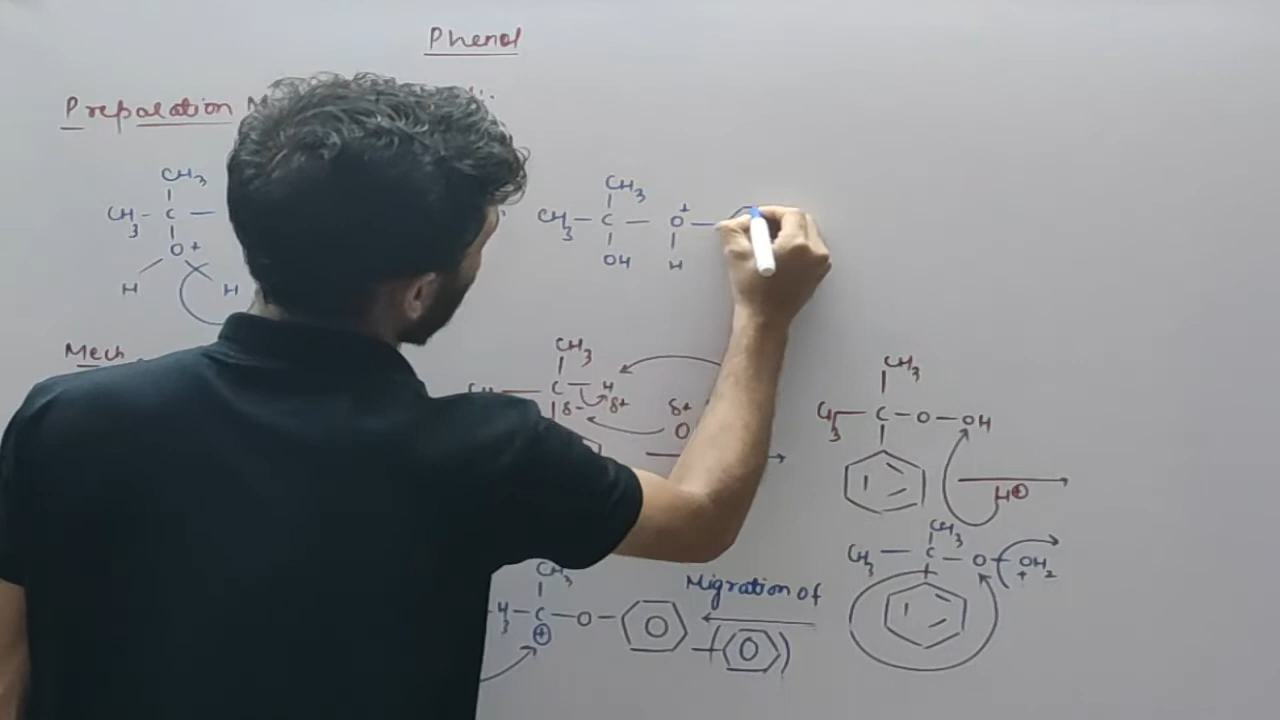 Phenol
Preparation
CH3 CH3
CH3 - C - CH3 - C - O+ -
O+ OH H
H H
Mech
CH3 CH3
C - H CH3 - C - O - OH
δ- δ+ δ+
O
H⊕
CH3
CH3 - C - O - OH2
+
CH3 Migration of
C - O -
⊕